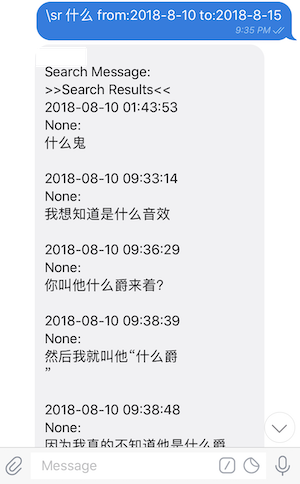 \sr 什么 from:2018-8-10 to:2018-8-15
9:35 PM
Search Message:
>>Search Results<<
2018-08-10 01:43:53
None:
什么鬼
2018-08-10 09:33:14
None:
我想知道是什么音效
2018-08-10 09:36:29
None:
你叫他什么爵来着?
2018-08-10 09:38:39
None:
然后我就叫他“什么爵
”
2018-08-10 09:38:48
None:
因为我真的不知道他是什么爵
Message